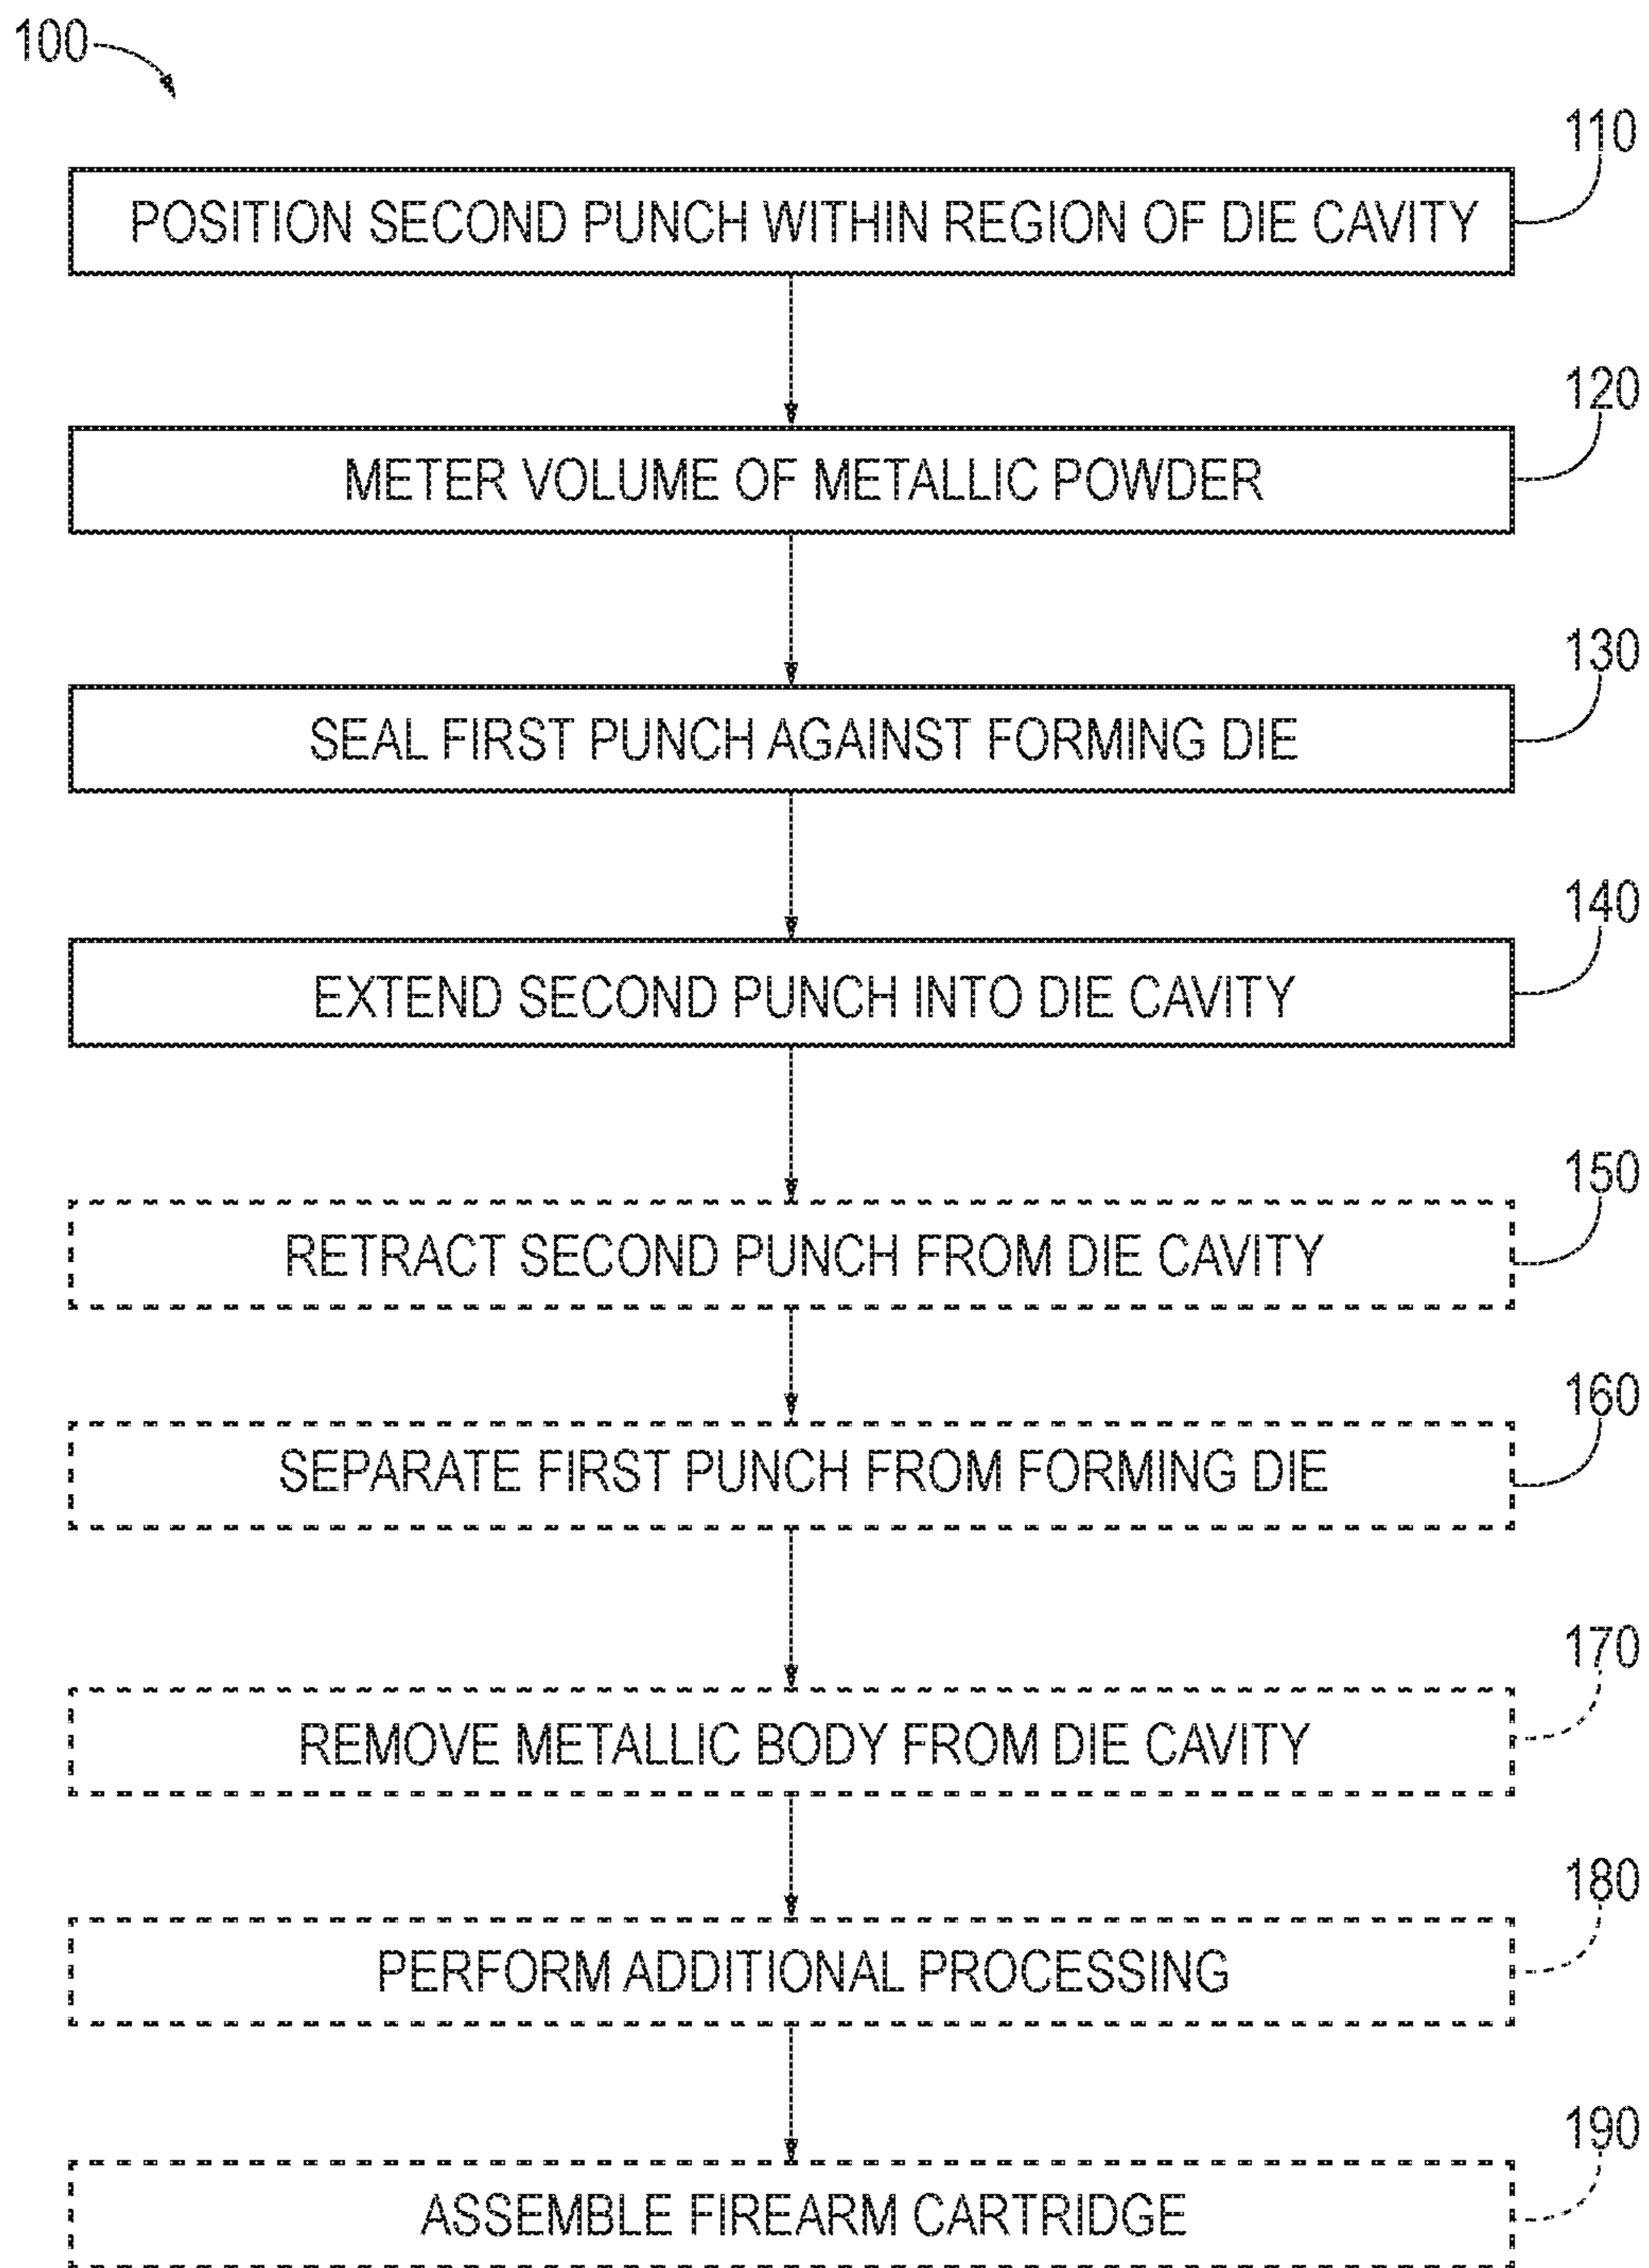 100
110
POSITION SECOND PUNCH WITHIN REGION OF DIE CAVITY
120
METER VOLUME OF METALLIC POWDER
130
SEAL FIRST PUNCH AGAINST FORMING DIE
140
EXTEND SECOND PUNCH INTO DIE CAVITY
150
RETRACT SECOND PUNCH FROM DIE CAVITY
160
SEPARATE FIRST PUNCH FROM FORMING DIE
170
REMOVE METALLIC BODY FROM DIE CAVITY
180
PERFORM ADDITIONAL PROCESSING
190
ASSEMBLE FIREARM CARTRIDGE